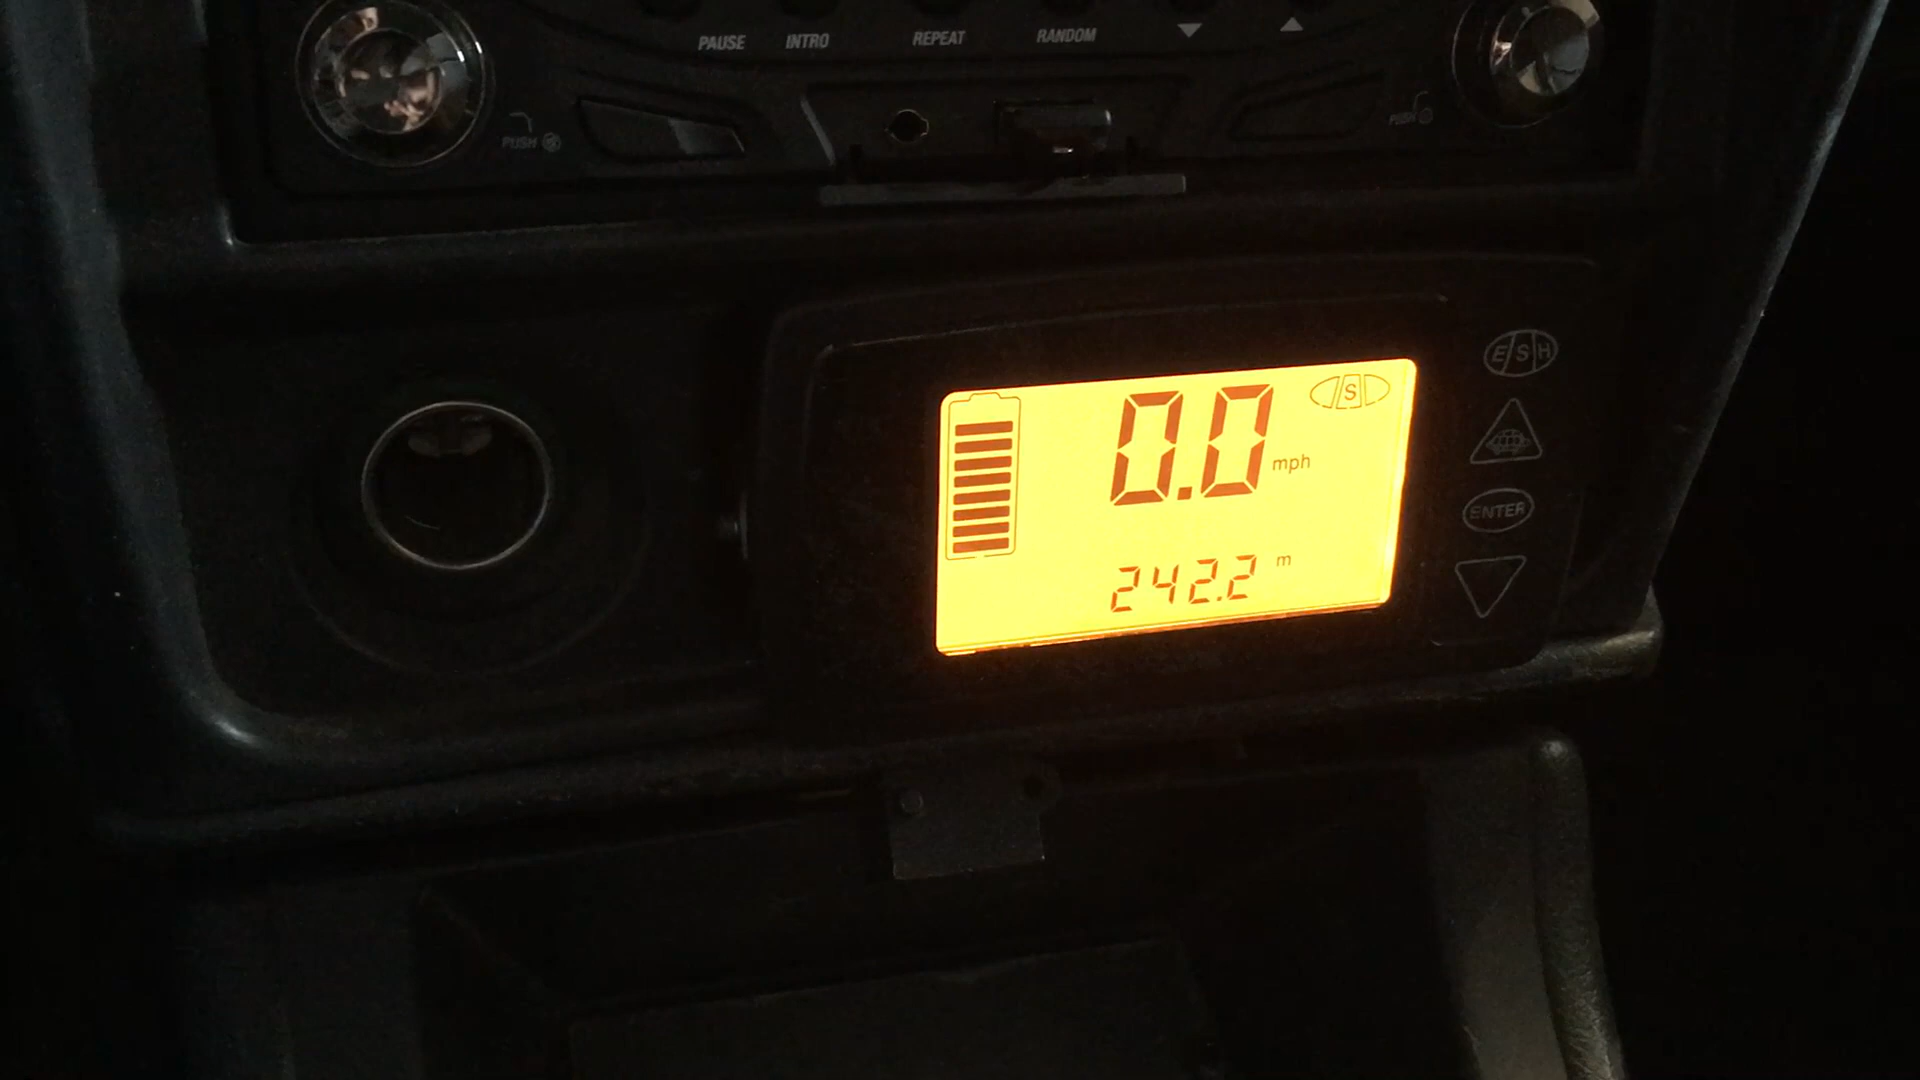 PAUSE INTRO REPEAT RANDOM
PUSH
PUSH
E S H
S
0.0 mph
ENTER
242.2 m